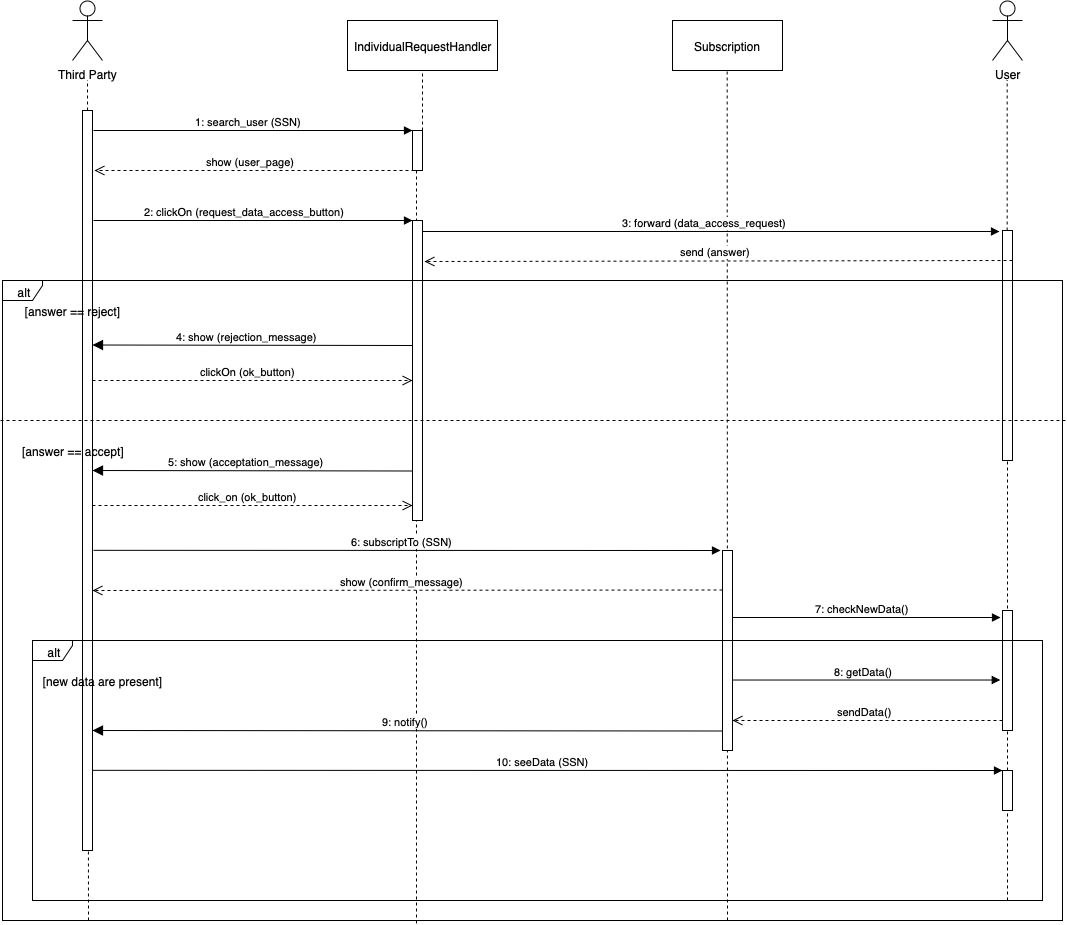 Third Party
IndividualRequestHandler
Subscription
User
1: search_user (SSN)
show (user_page)
2: clickOn (request_data_access_button)
3: forward (data_access_request)
send (answer)
alt
[answer == reject]
4: show (rejection_message)
clickOn (ok_button)
[answer == accept]
5: show (acceptation_message)
click_on (ok_button)
6: subscriptTo (SSN)
show (confirm_message)
7: checkNewData()
alt
[new data are present]
8: getData()
sendData()
9: notify()
10: seeData (SSN)